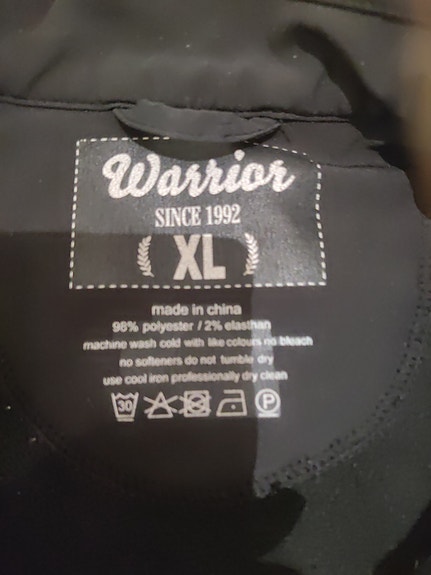 Warrior
SINCE 1992
XL
made in china
98% polyester / 2% elasthan
machine wash cold with like colours no bleach
no softeners do not tumble dry
use cool iron professionally dry clean
30 P